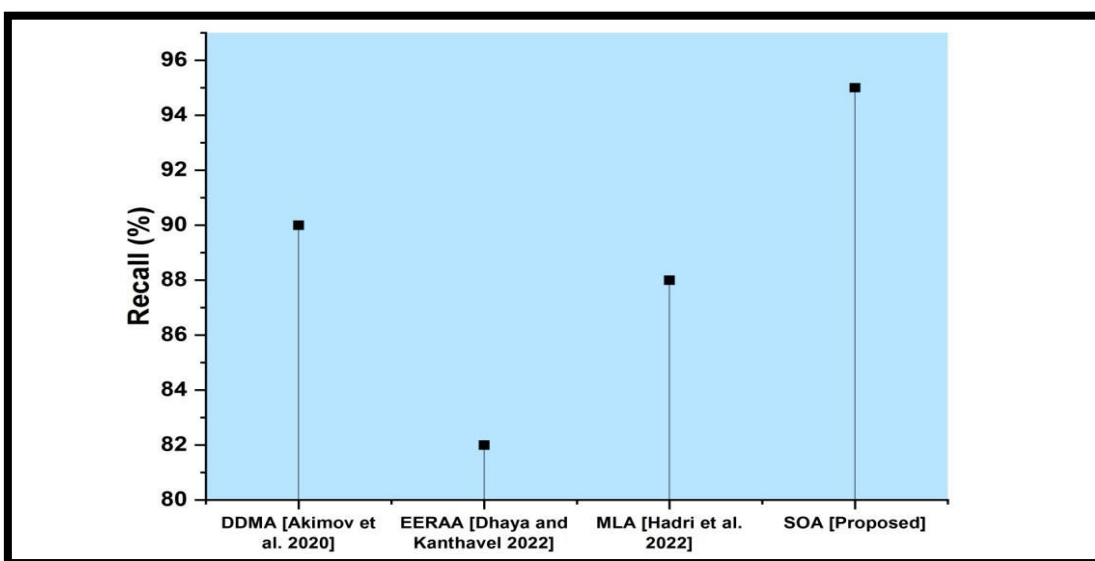 Recall (%)
96
94
92
90
88
86
84
82
80
DDMA [Akimov et
al. 2020]
EERAA [Dhaya and
Kanthavel 2022]
MLA [Hadri et al.
2022]
SOA [Proposed]